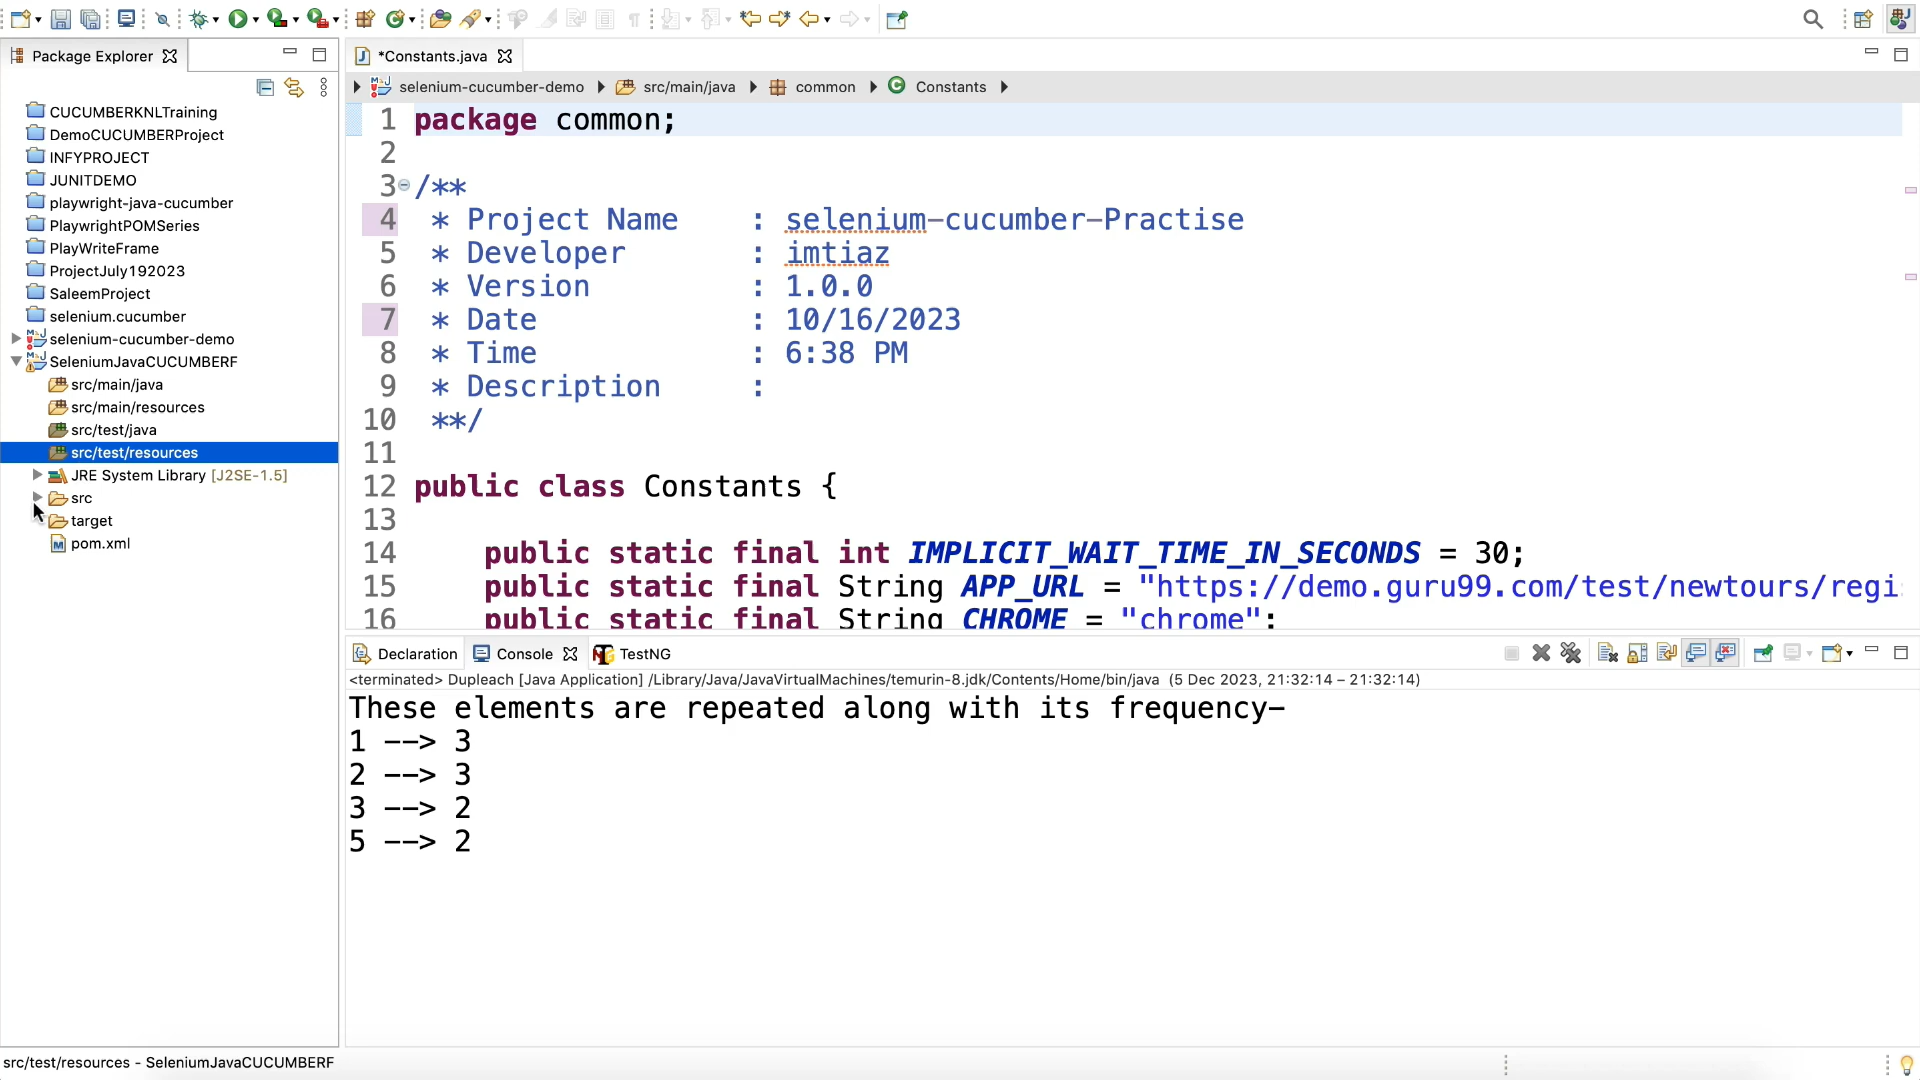 Package Explorer
*Constants.java
selenium-cucumber-demo
src/main/java
common
Constants
CUCUMBERKNLTraining
DemoCUCUMBERProject
INFYPROJECT
JUNITDEMO
playwright-java-cucumber
PlaywrightPOMSeries
PlayWriteFrame
ProjectJuly192023
SaleemProject
selenium.cucumber
selenium-cucumber-demo
SeleniumJavaCUCUMBERF
src/main/java
src/main/resources
src/test/java
src/test/resources
JRE System Library [J2SE-1.5]
src
target
pom.xml
1 package common;
2
3 /**
4 * Project Name : selenium-cucumber-Practise
5 * Developer : imtiaz
6 * Version : 1.0.0
7 * Date : 10/16/2023
8 * Time : 6:38 PM
9 * Description :
10 **/
11
12 public class Constants {
13
14 public static final int IMPLICIT_WAIT_TIME_IN_SECONDS = 30;
15 public static final String APP_URL = "https://demo.guru99.com/test/newtours/regi
16 public static final String CHROME = "chrome";
Declaration
Console
TestNG
<terminated> Dupleach [Java Application] /Library/Java/JavaVirtualMachines/temurin-8.jdk/Contents/Home/bin/java (5 Dec 2023, 21:32:14 – 21:32:14)
These elements are repeated along with its frequency-
1 --> 3
2 --> 3
3 --> 2
5 --> 2
src/test/resources - SeleniumJavaCUCUMBERF